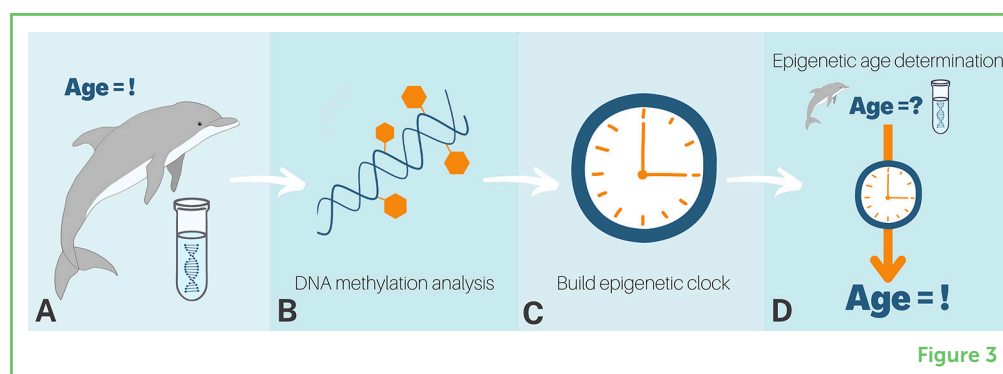 Age = !
A
DNA methylation analysis
B
Build epigenetic clock
C
Epigenetic age determination
Age =?
Age = !
D
Figure 3